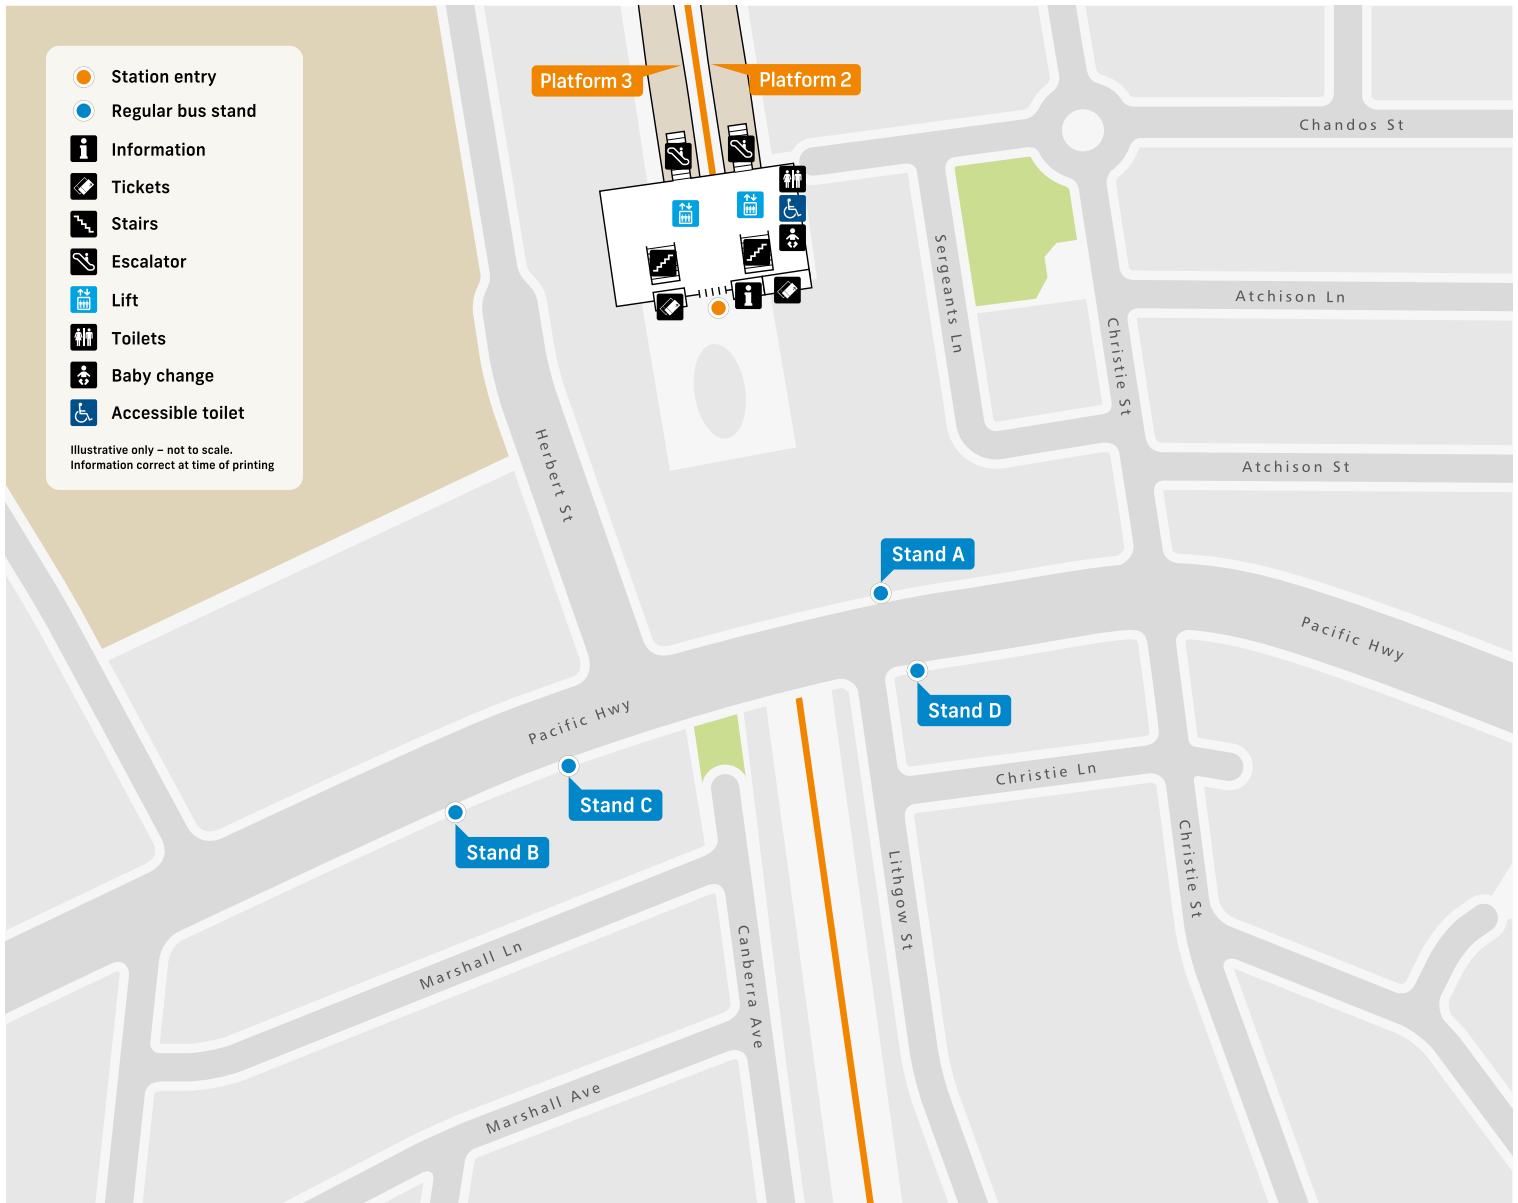 Station entry
Regular bus stand
Information
Tickets
Stairs
Escalator
Lift
Toilets
Baby change
Accessible toilet
Illustrative only – not to scale.
Information correct at time of printing
Platform 3
Platform 2
Chandos St
Sergeants Ln
Atchison Ln
Christie St
Herbert St
Atchison St
Stand A
Pacific Hwy
Stand D
Pacific Hwy
Christie Ln
Stand C
Stand B
Christie St
Lithgow St
Marshall Ln
Canberra Ave
Marshall Ave